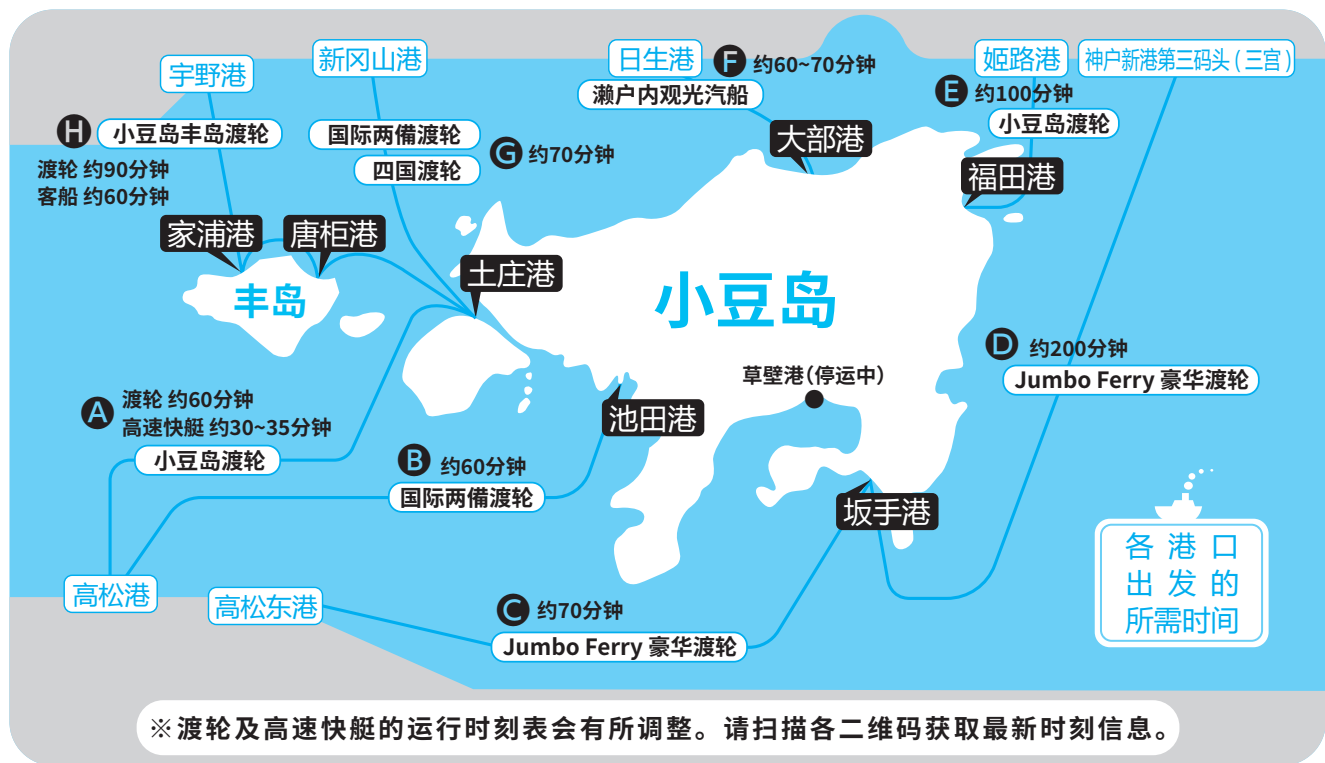 宇野港
新冈山港
日生港
F 约60~70分钟
濑户内观光汽船
姬路港
神户新港第三码头(三宫)
E 约100分钟
小豆岛渡轮
H 小豆岛丰岛渡轮
渡轮 约90分钟
客船 约60分钟
国际两備渡轮
四国渡轮
G 约70分钟
大部港
福田港
家浦港
唐柜港
土庄港
丰岛
小豆岛
D 约200分钟
Jumbo Ferry 豪华渡轮
草壁港(停运中)
池田港
A 渡轮 约60分钟
高速快艇 约30~35分钟
小豆岛渡轮
B 约60分钟
国际两備渡轮
坂手港
各港口
出发的
所需时间
高松港
高松东港
C 约70分钟
Jumbo Ferry 豪华渡轮
※渡轮及高速快艇的运行时刻表会有所调整。请扫描各二维码获取最新时刻信息。